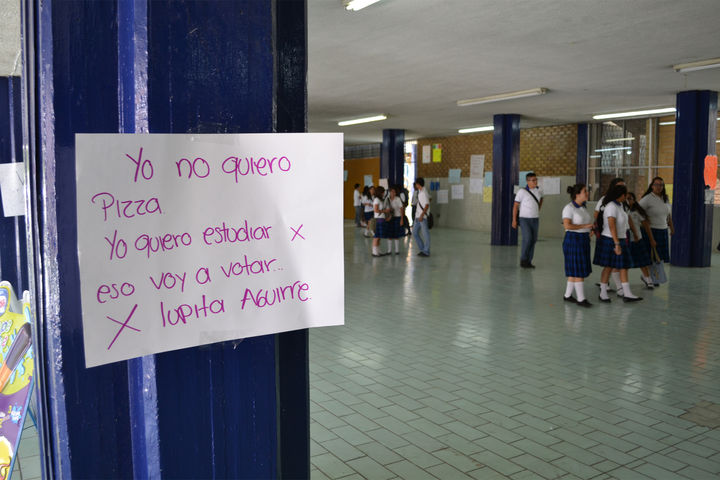 Yo no quiero
Pizza
Yo quiero estudiar x
eso voy a votar...
X lupita Aguirre.